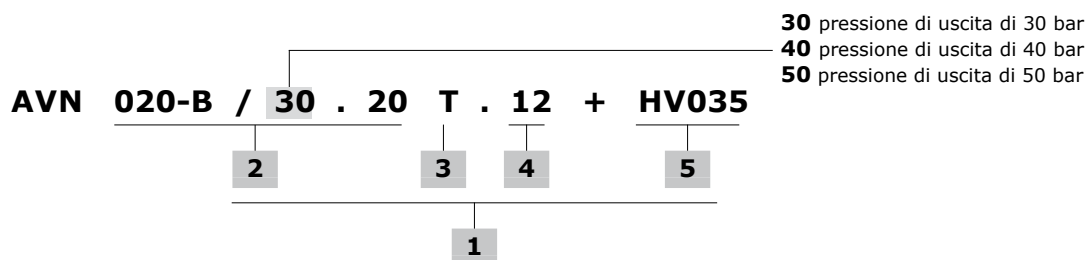 30 pressione di uscita di 30 bar
40 pressione di uscita di 40 bar
50 pressione di uscita di 50 bar
AVN 020-B / 30 . 20 T . 12 + HV035
2 3 4 5
1